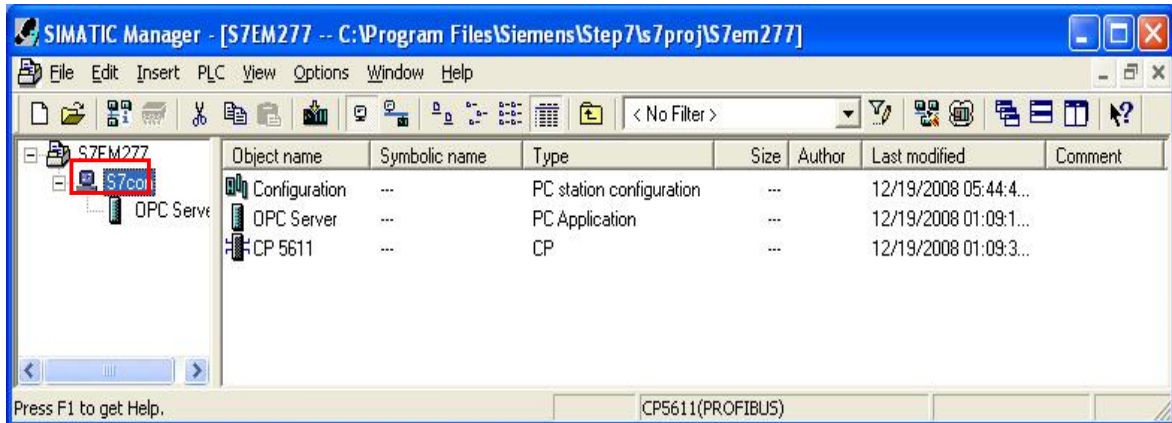 SIMATIC Manager - [S7EM277 -- C:\Program Files\Siemens\Step7\s7proj\S7em277]
File Edit Insert PLC View Options Window Help
< No Filter >
S7EM277
S7con
OPC Serve
Object name Symbolic name Type Size Author Last modified Comment
Configuration --- PC station configuration --- 12/19/2008 05:44:4...
OPC Server --- PC Application --- 12/19/2008 01:09:1...
CP 5611 --- CP --- 12/19/2008 01:09:3...
Press F1 to get Help. CP5611(PROFIBUS)